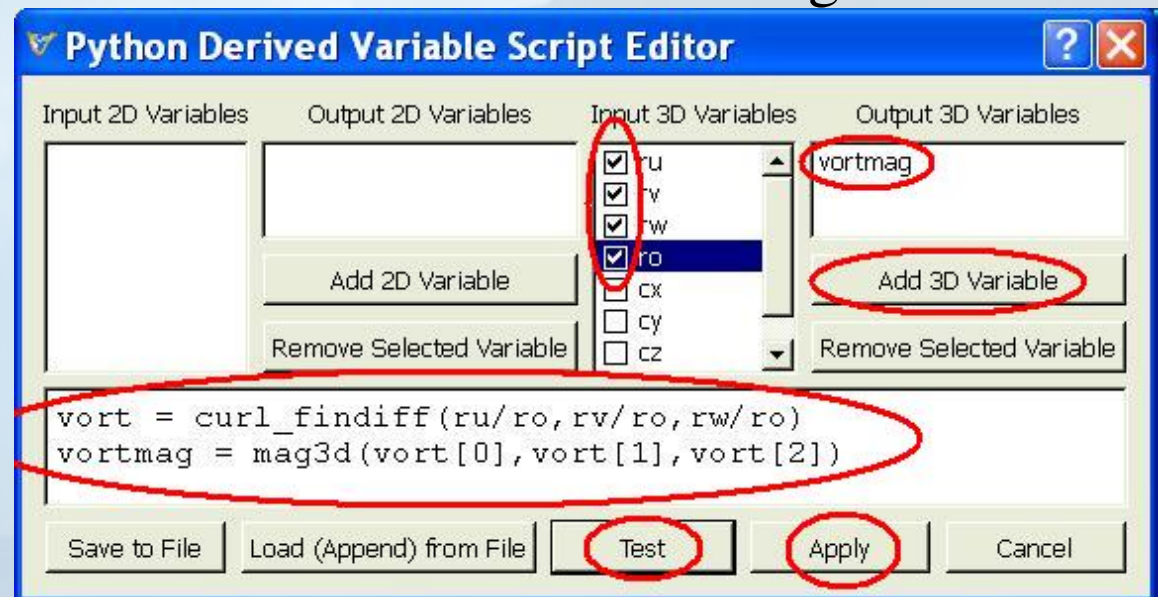 Python Derived Variable Script Editor
Input 2D Variables Output 2D Variables Input 3D Variables Output 3D Variables
ru
rv
rw
ro
cx
cy
cz
vortmag
Add 2D Variable Add 3D Variable
Remove Selected Variable Remove Selected Variable
vort = curl_findiff(ru/ro,rv/ro,rw/ro)
vortmag = mag3d(vort[0],vort[1],vort[2])
Save to File Load (Append) from File Test Apply Cancel